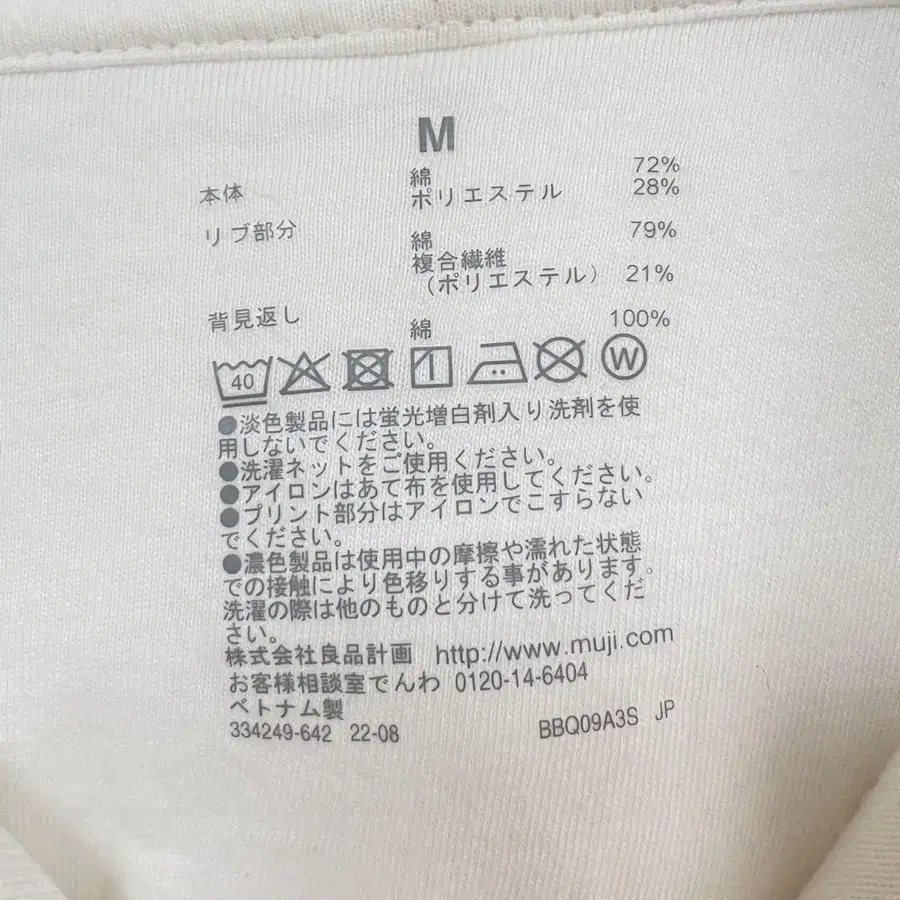 M
本体 綿 72%
ポリエステル 28%
リブ部分 綿 79%
複合繊維
（ポリエステル） 21%
背見返し 綿 100%
40 W
●淡色製品には蛍光増白剤入り洗剤を使
用しないでください。
●洗濯ネットをご使用ください。
●アイロンはあて布を使用してください。
●プリント部分はアイロンでこすらない
でください。
●濃色製品は使用中の摩擦や濡れた状態
での接触により色移りする事があります。
洗濯の際は他のものと分けて洗ってくだ
さい。
株式会社良品計画 http://www.muji.com
お客様相談室でんわ 0120-14-6404
ベトナム製
334249-642 22-08 BBQ09A3S JP